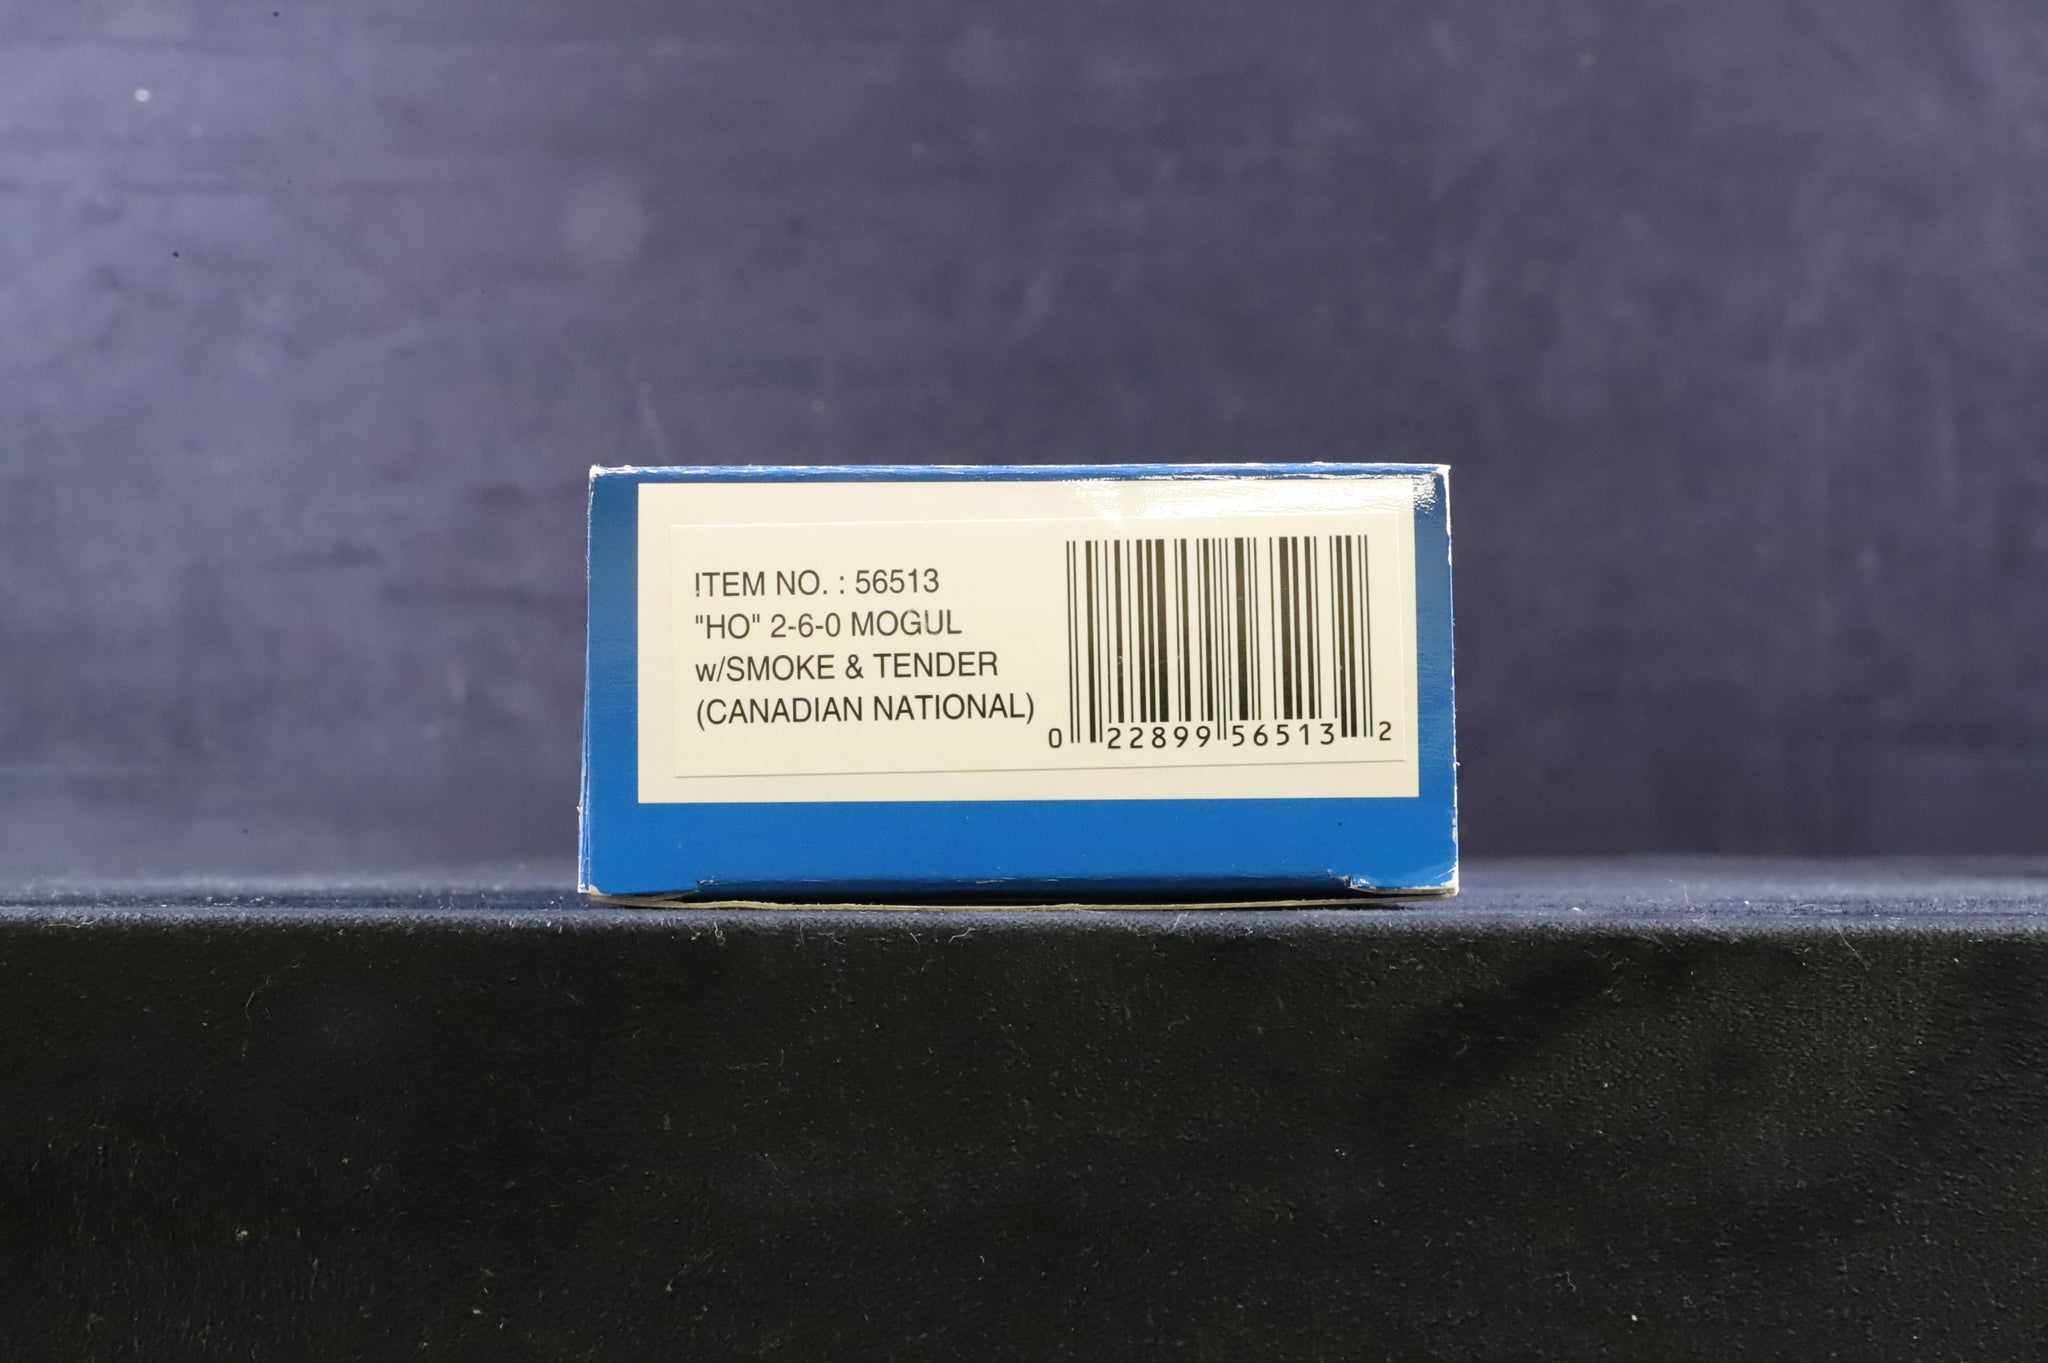 ITEM NO. : 56513
"HO" 2-6-0 MOGUL
w/SMOKE & TENDER
(CANADIAN NATIONAL)
0 22899 56513 2